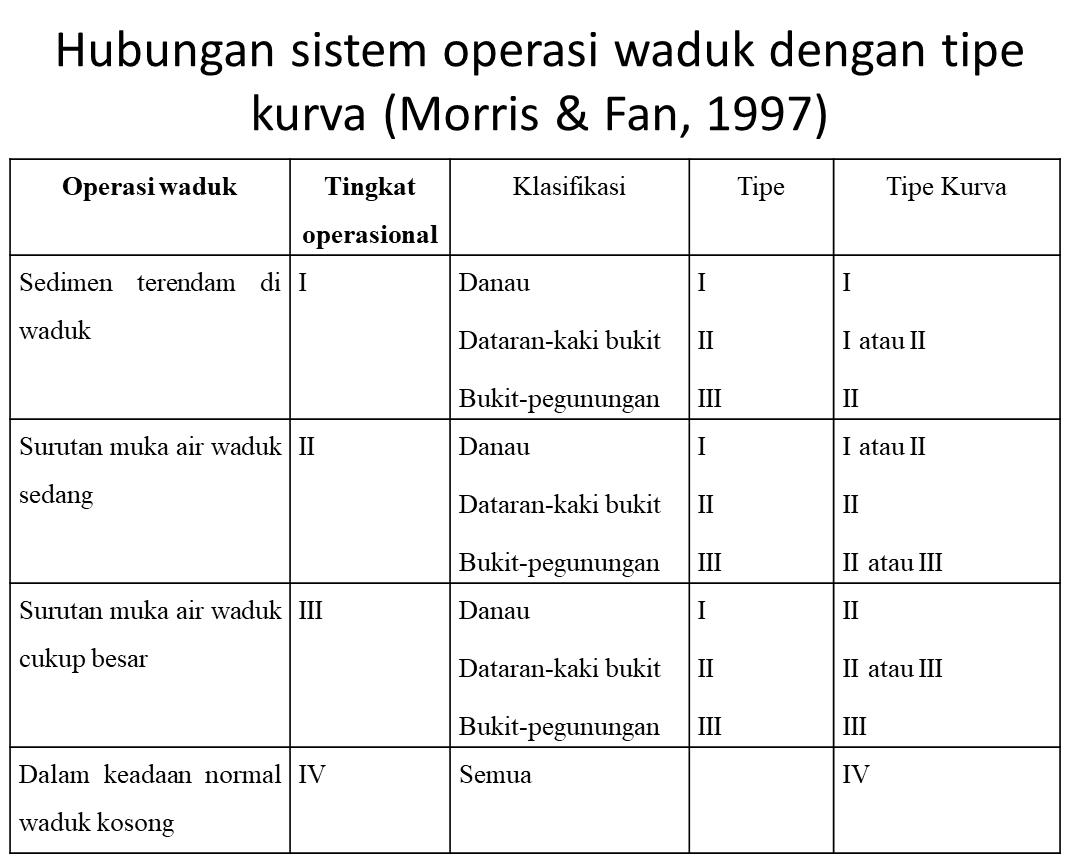 Hubungan sistem operasi waduk dengan tipe
kurva (Morris & Fan, 1997)
Operasi waduk Tingkat operasional Klasifikasi Tipe Tipe Kurva
Sedimen terendam di waduk I Danau I I
Dataran-kaki bukit II I atau II
Bukit-pegunungan III II
Surutan muka air waduk sedang II Danau I I atau II
Dataran-kaki bukit II II
Bukit-pegunungan III II atau III
Surutan muka air waduk cukup besar III Danau I II
Dataran-kaki bukit II II atau III
Bukit-pegunungan III III
Dalam keadaan normal waduk kosong IV Semua IV